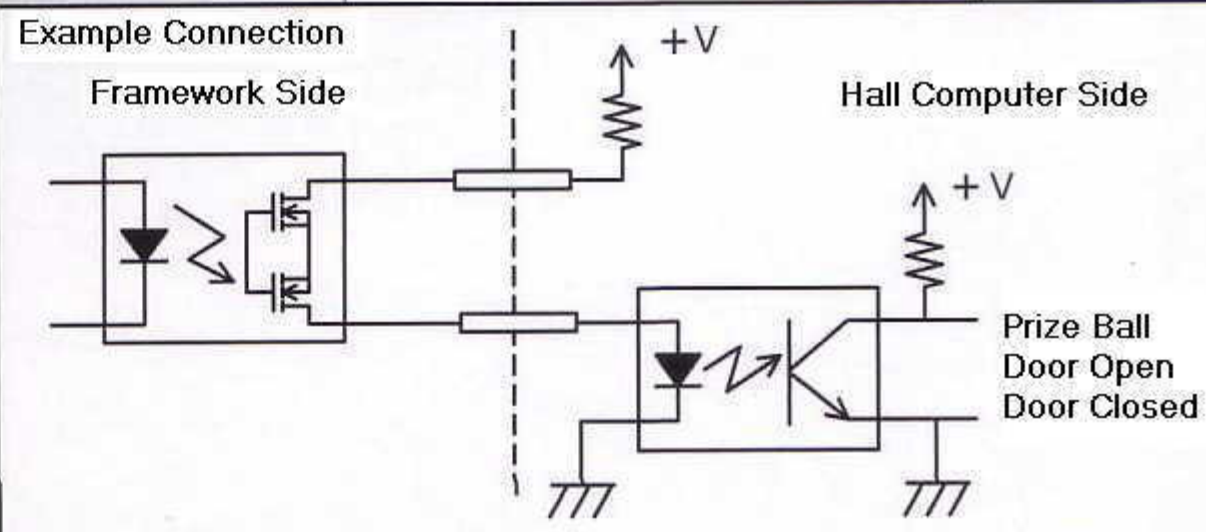 Example Connection
Framework Side
+V
Hall Computer Side
+V
Prize Ball
Door Open
Door Closed